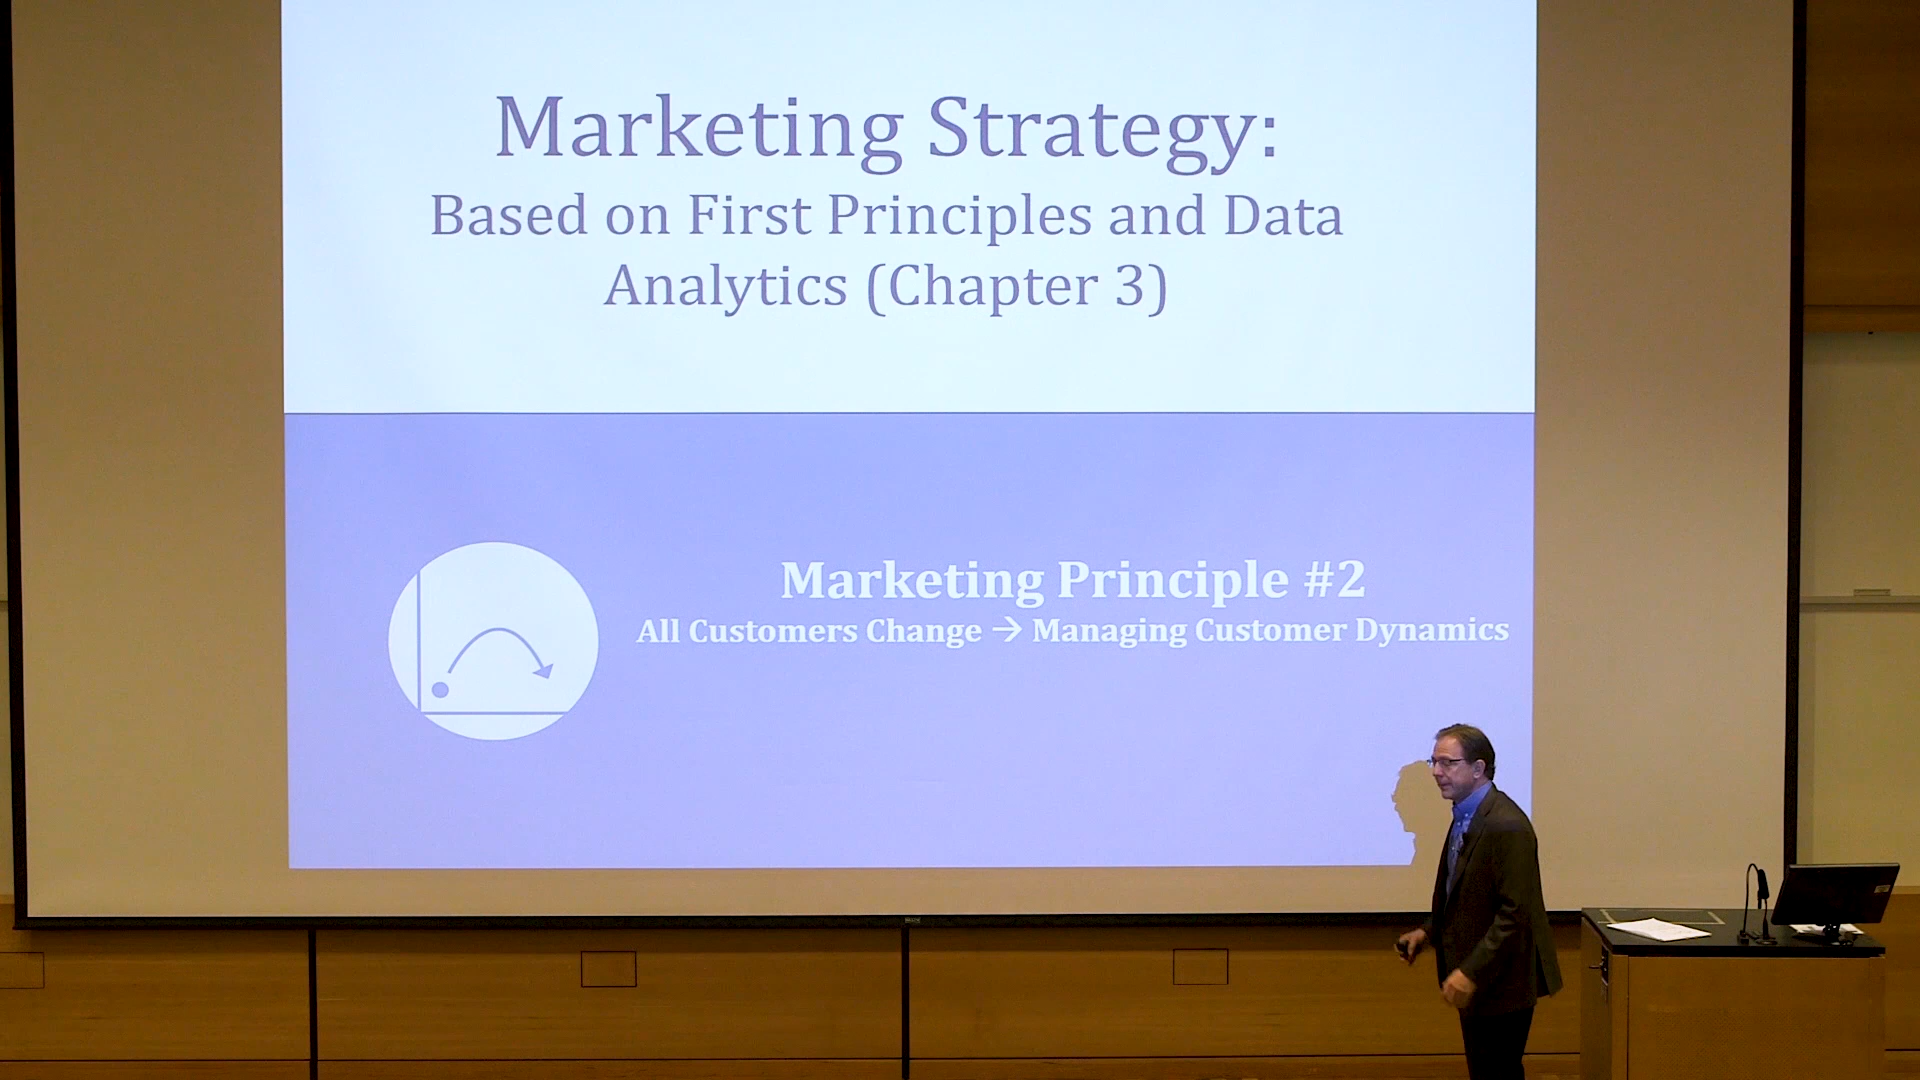 Marketing Strategy:
Based on First Principles and Data
Analytics (Chapter 3)
Marketing Principle #2
All Customers Change → Managing Customer Dynamics